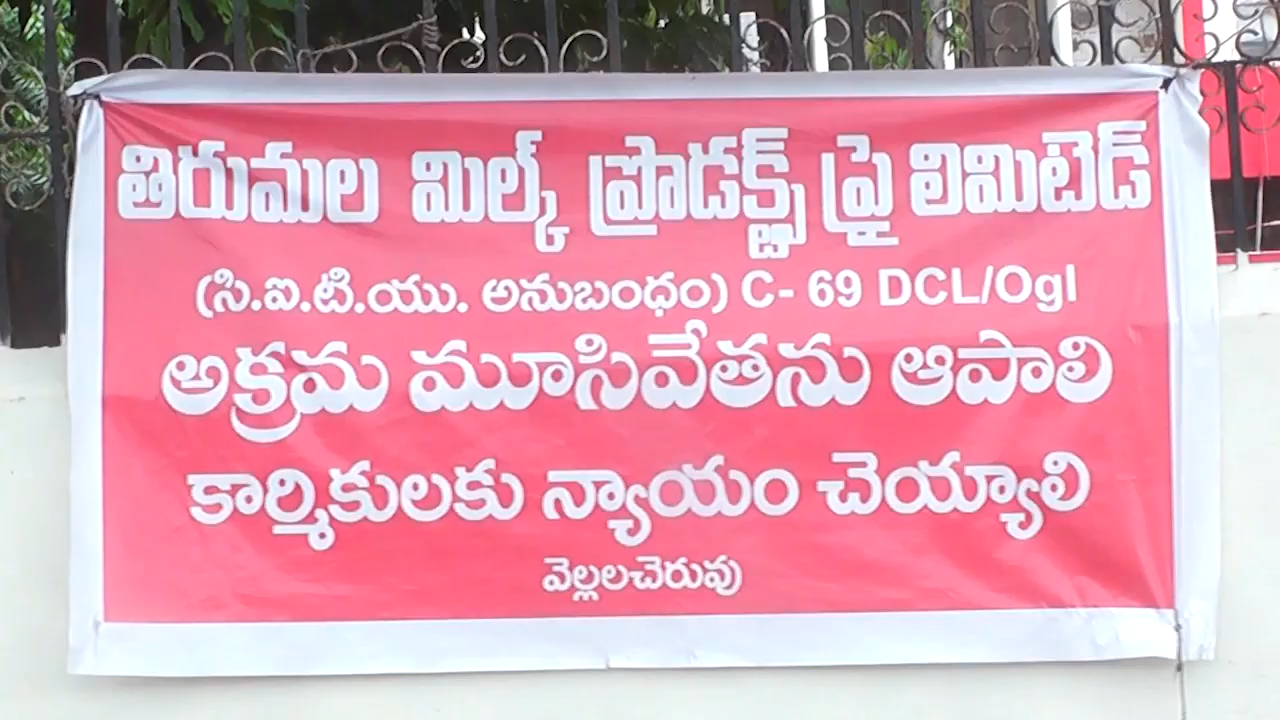 తిరుమల మిల్క్ ప్రొడక్ట్స్ ప్రై లిమిటెడ్
(సి.ఐ.టి.యు. అనుబంధం) C- 69 DCL/Ogl
అక్రమ మూసివేతను ఆపాలి
కార్మికులకు న్యాయం చెయ్యాలి
వెల్లలచెరువు